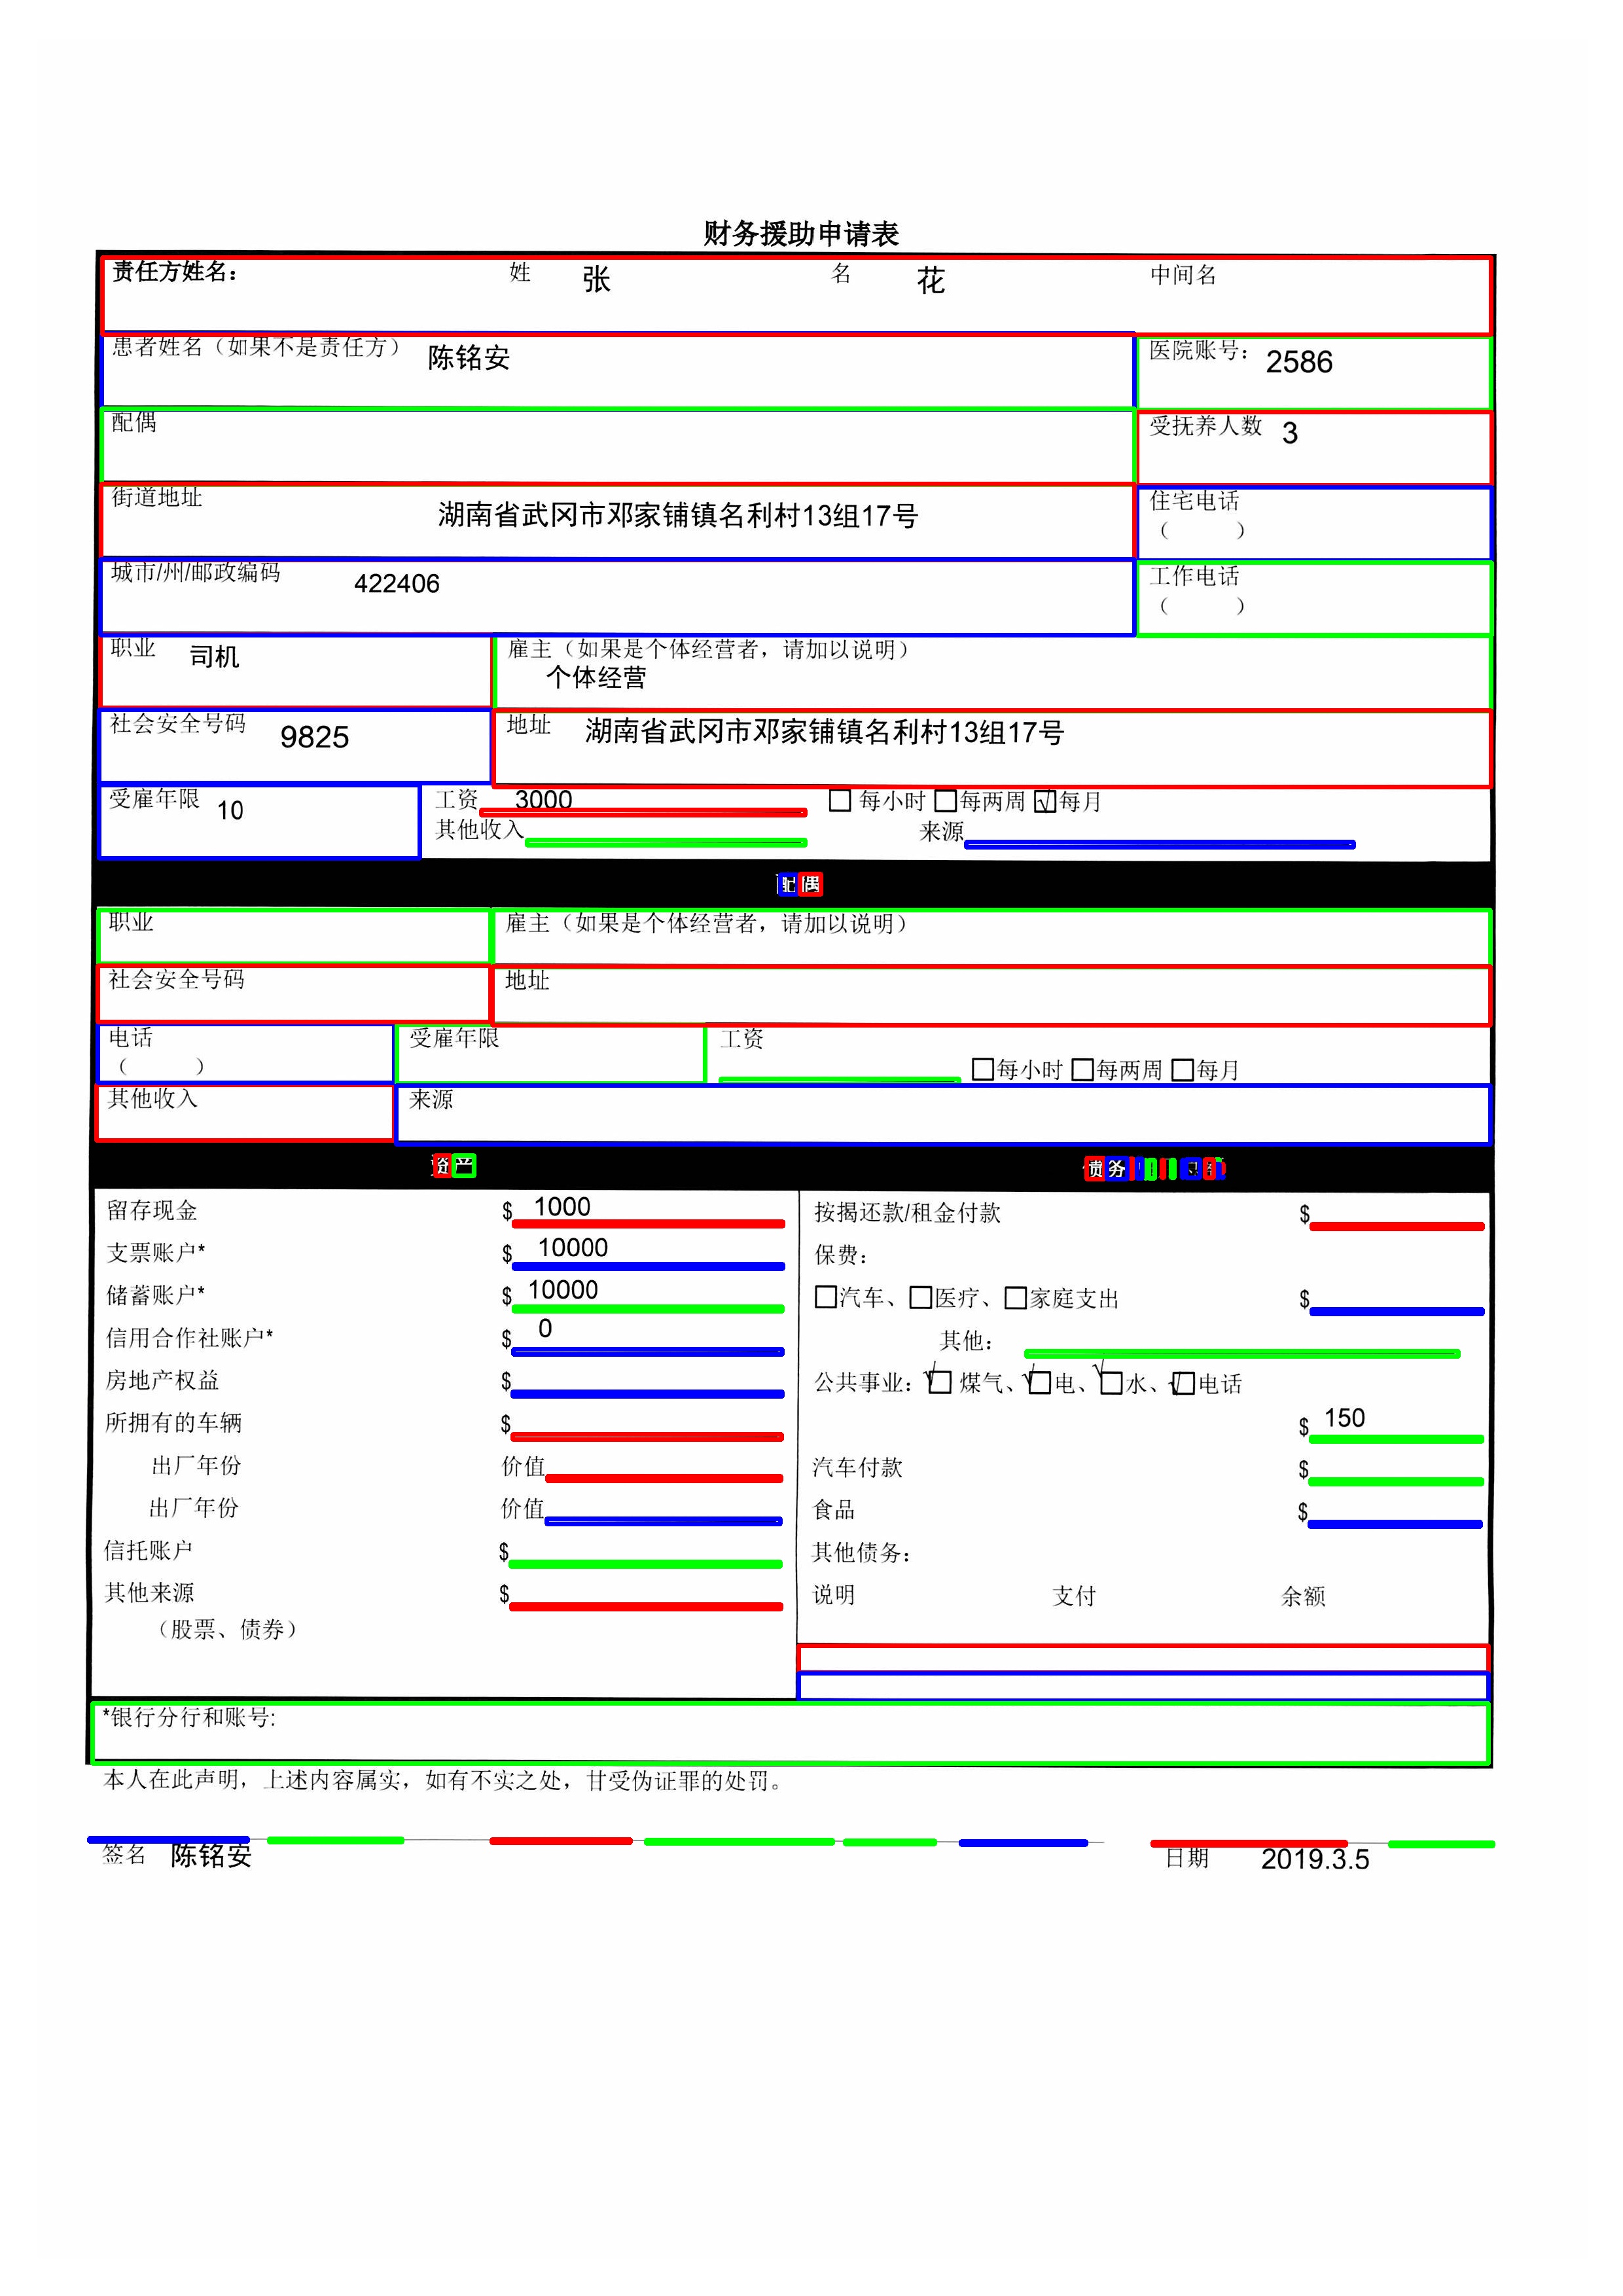 财务援助申请表
责任方姓名： 姓 张 名 花 中间名
患者姓名（如果不是责任方） 陈铭安 医院账号： 2586
配偶 受抚养人数 3
街道地址 湖南省武冈市邓家铺镇名利村13组17号 住宅电话
（ ）
城市/州/邮政编码 422406 工作电话
（ ）
职业 司机 雇主（如果是个体经营者，请加以说明）
个体经营
社会安全号码 9825 地址 湖南省武冈市邓家铺镇名利村13组17号
受雇年限 10 工资 3000 □ 每小时 □每两周 ☑每月
其他收入 来源
配偶
职业 雇主（如果是个体经营者，请加以说明）
社会安全号码 地址
电话 受雇年限 工资
（ ） □每小时 □每两周 □每月
其他收入 来源
资产 债务
留存现金 $ 1000 按揭还款/租金付款 $
支票账户* $ 10000 保费：
储蓄账户* $ 10000 □汽车、□医疗、□家庭支出 $
信用合作社账户* $ 0 其他：
房地产权益 $ 公共事业：☑ 煤气、☑电、☑水、☑电话
所拥有的车辆 $ $ 150
出厂年份 价值 汽车付款 $
出厂年份 价值 食品 $
信托账户 $ 其他债务：
其他来源 $ 说明 支付 余额
（股票、债券）
*银行分行和账号:
本人在此声明，上述内容属实，如有不实之处，甘受伪证罪的处罚。
签名 陈铭安 日期 2019.3.5